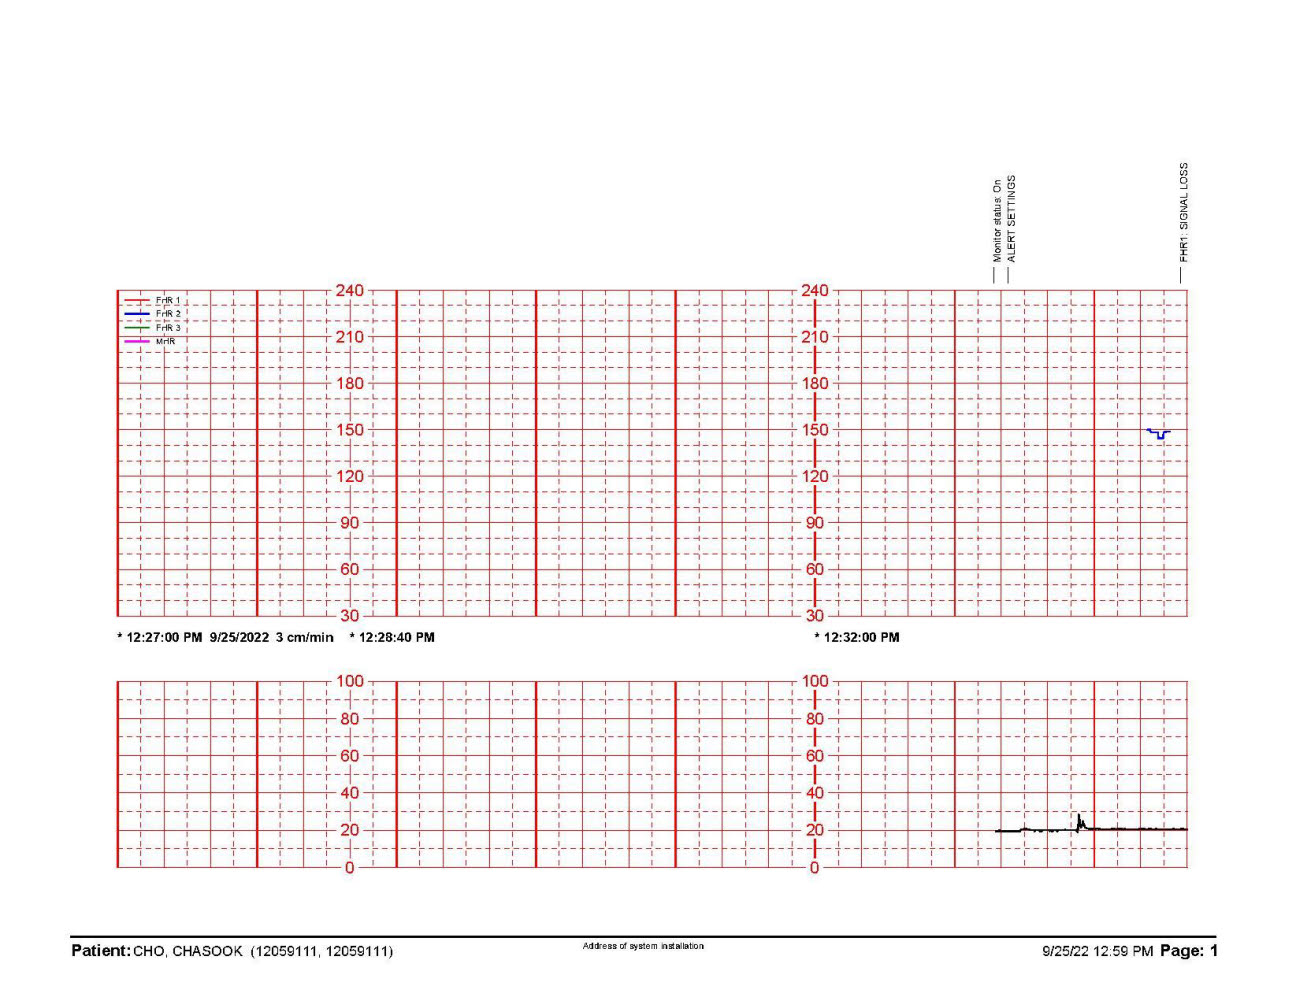 Monitor status: On
ALERT SETTINGS
FHR1: SIGNAL LOSS
240 240
FHR 1
FHR 2
FHR 3
210 210
MHR
180 180
150 150
120 120
90 90
60 60
30 30
* 12:27:00 PM 9/25/2022 3 cm/min * 12:28:40 PM * 12:32:00 PM
100 100
80 80
60 60
40 40
20 20
0 0
Patient: CHO, CHASOOK (12059111, 12059111) Address of system installation 9/25/22 12:59 PM Page: 1